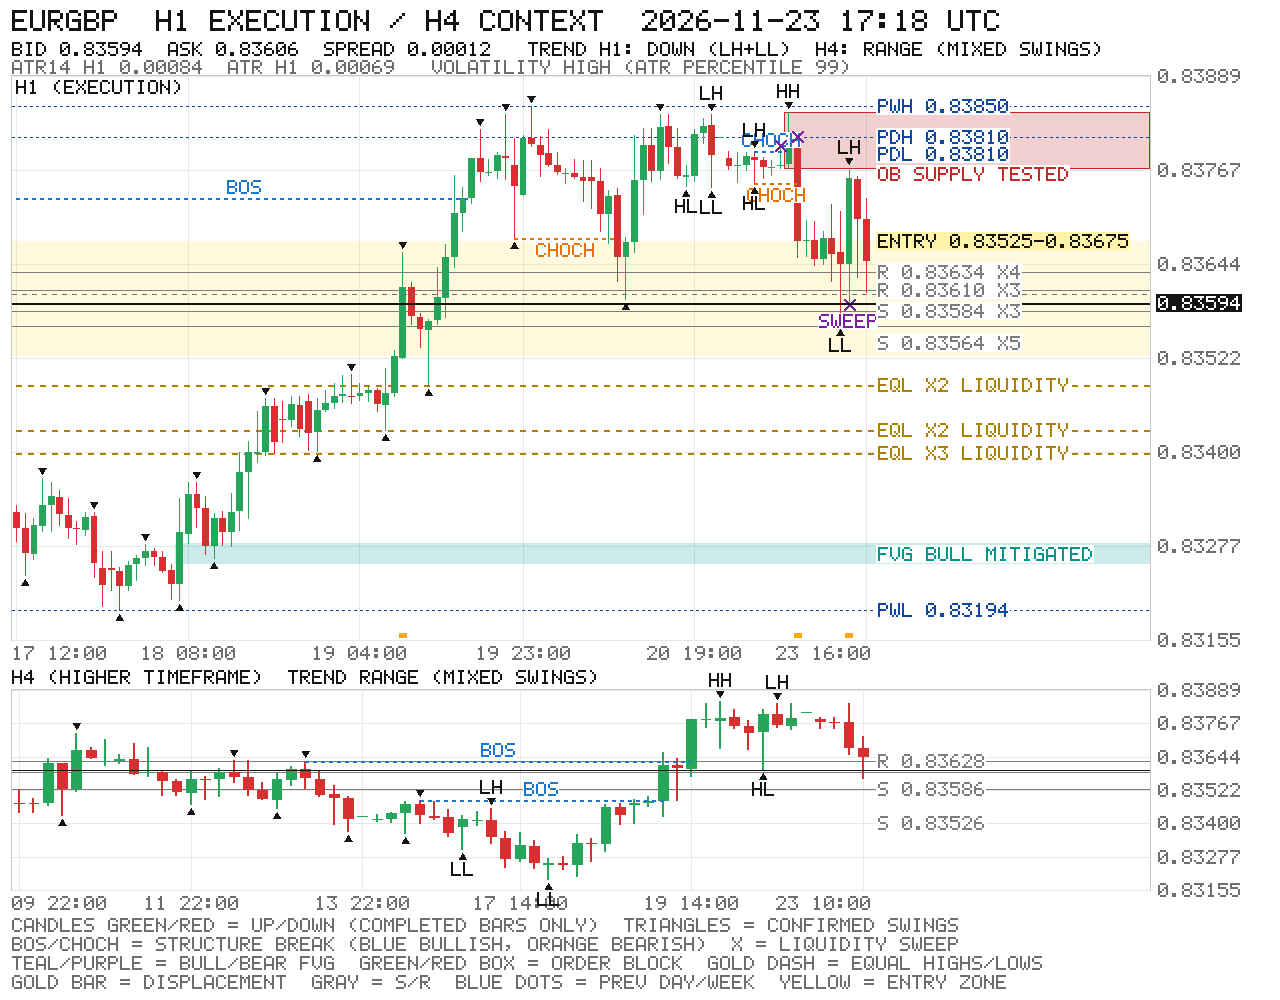 EURGBP  H1 EXECUTION / H4 CONTEXT  2026-11-23 17:18 UTC
BID 0.83594  ASK 0.83606  SPREAD 0.00012  TREND H1: DOWN (LH+LL)  H4: RANGE (MIXED SWINGS)
ATR14 H1 0.00084  ATR H1 0.00069  VOLATILITY HIGH (ATR PERCENTILE 99)
0.83889
H1 (EXECUTION)
HH
LH
PWH 0.83850
LH
CHOCH
PDH 0.83810
LH
PDL 0.83810
0.83767
OB SUPPLY TESTED
BOS
CHOCH
HL
LL
HL
ENTRY 0.83525-0.83675
CHOCH
0.83644
R 0.83634 X4
R 0.83610 X3
0.83594
S 0.83584 X3
SWEEP
LL
S 0.83564 X5
0.83522
EQL X2 LIQUIDITY
EQL X2 LIQUIDITY
EQL X3 LIQUIDITY
0.83400
0.83277
FVG BULL MITIGATED
PWL 0.83194
0.83155
17 12:00  18 08:00  19 04:00  19 23:00  20 19:00  23 16:00
H4 (HIGHER TIMEFRAME)  TREND RANGE (MIXED SWINGS)
HH
LH
0.83889
0.83767
BOS
0.83644
R 0.83628
LH
BOS
HL
S 0.83586
0.83522
S 0.83526
0.83400
LL
0.83277
LL
0.83155
09 22:00  11 22:00  13 22:00  17 14:00  19 14:00  23 10:00
CANDLES GREEN/RED = UP/DOWN (COMPLETED BARS ONLY)  TRIANGLES = CONFIRMED SWINGS
BOS/CHOCH = STRUCTURE BREAK (BLUE BULLISH, ORANGE BEARISH)  X = LIQUIDITY SWEEP
TEAL/PURPLE = BULL/BEAR FVG  GREEN/RED BOX = ORDER BLOCK  GOLD DASH = EQUAL HIGHS/LOWS
GOLD BAR = DISPLACEMENT  GRAY = S/R  BLUE DOTS = PREV DAY/WEEK  YELLOW = ENTRY ZONE